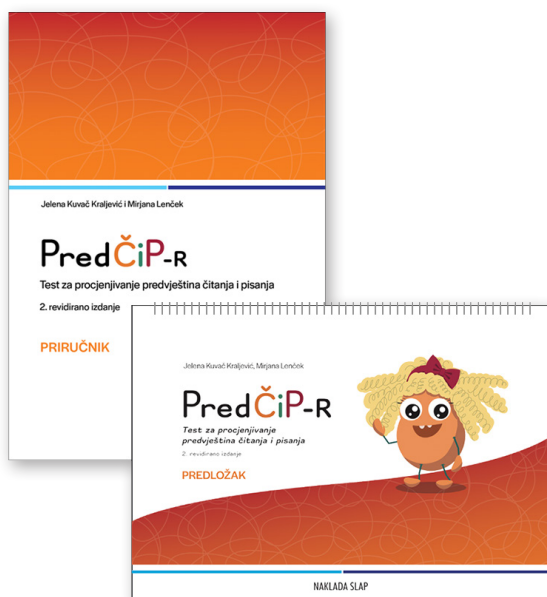 Jelena Kuvač Kraljević i Mirjana Lenček
PredČiP-R
Test za procjenjivanje predvještina čitanja i pisanja
2. revidirano izdanje
PRIRUČNIK
Jelena Kuvač Kraljević, Mirjana Lenček
PredČiP-R
Test za procjenjivanje
predvještina čitanja i pisanja
2. revidirano izdanje
PREDLOŽAK
NAKLADA SLAP